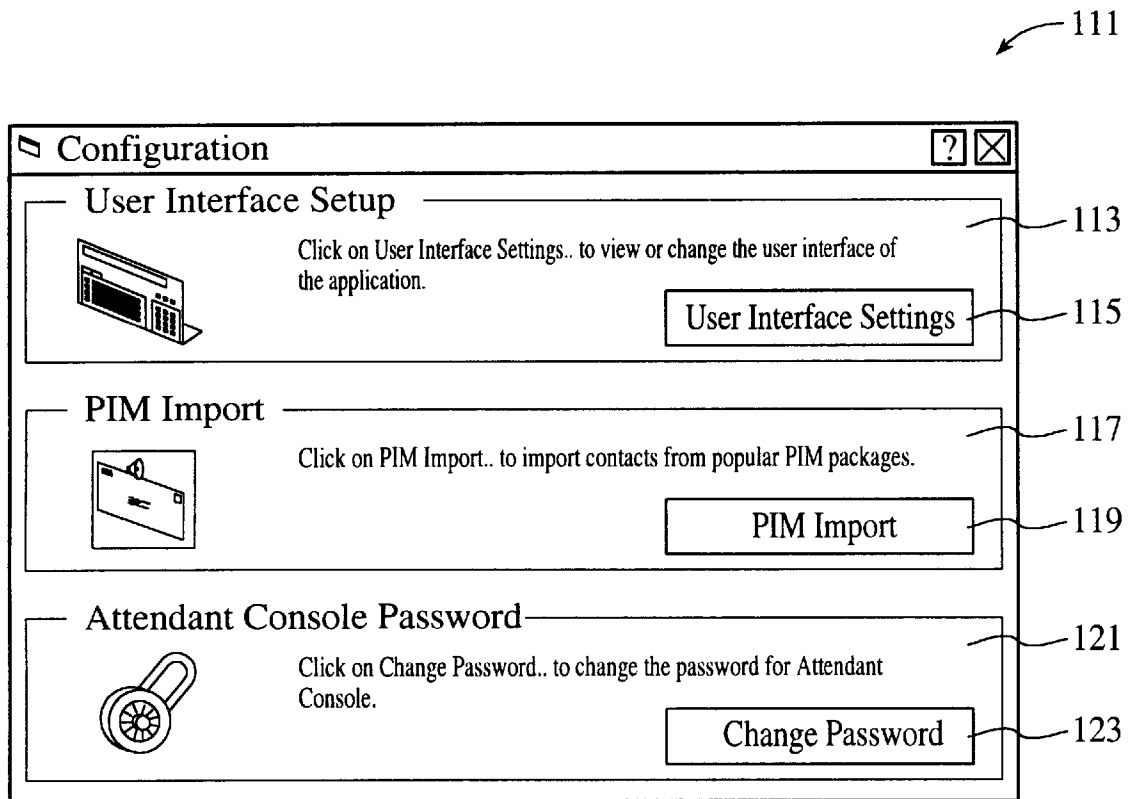 111
Configuration ?
User Interface Setup
113
Click on User Interface Settings.. to view or change the user interface of
the application.
User Interface Settings
115
PIM Import
117
Click on PIM Import.. to import contacts from popular PIM packages.
PIM Import
119
Attendant Console Password
121
Click on Change Password.. to change the password for Attendant
Console.
Change Password
123